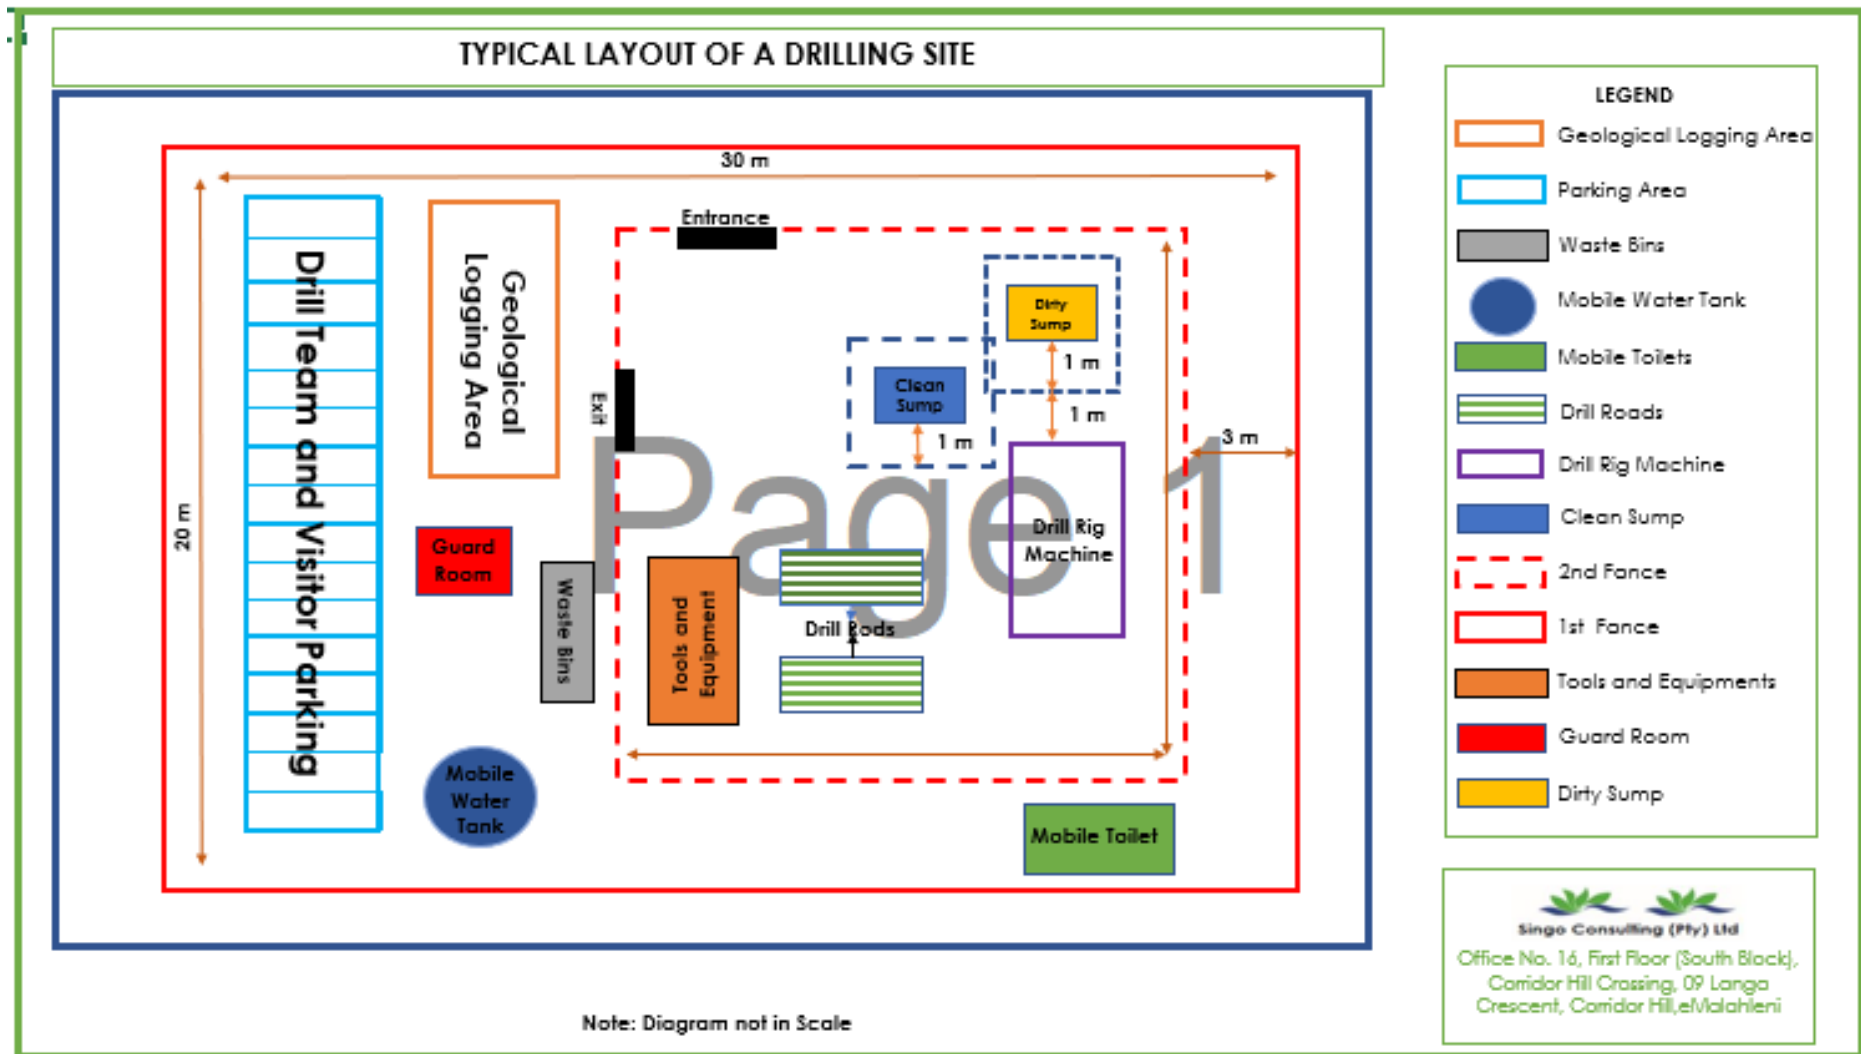 TYPICAL LAYOUT OF A DRILLING SITE
30 m
20 m
Drill Team and Visitor Parking
Geological
Logging Area
Entrance
Exit
Dirty
Sump
1 m
1 m
Clean
Sump
1 m
3 m
Page 1
Drill Rig
Machine
Guard
Room
Waste Bins
Tools and
Equipment
Drill Rods
Mobile
Water
Tank
Mobile Toilet
Note: Diagram not in Scale
LEGEND
Geological Logging Area
Parking Area
Waste Bins
Mobile Water Tank
Mobile Toilets
Drill Roads
Drill Rig Machine
Clean Sump
2nd Fance
1st Fance
Tools and Equipments
Guard Room
Dirty Sump
Singo Consulting (Pty) Ltd
Office No. 16, First Floor (South Block),
Corridor Hill Crossing, 09 Langa
Crescent, Corridor Hill,eMalahleni